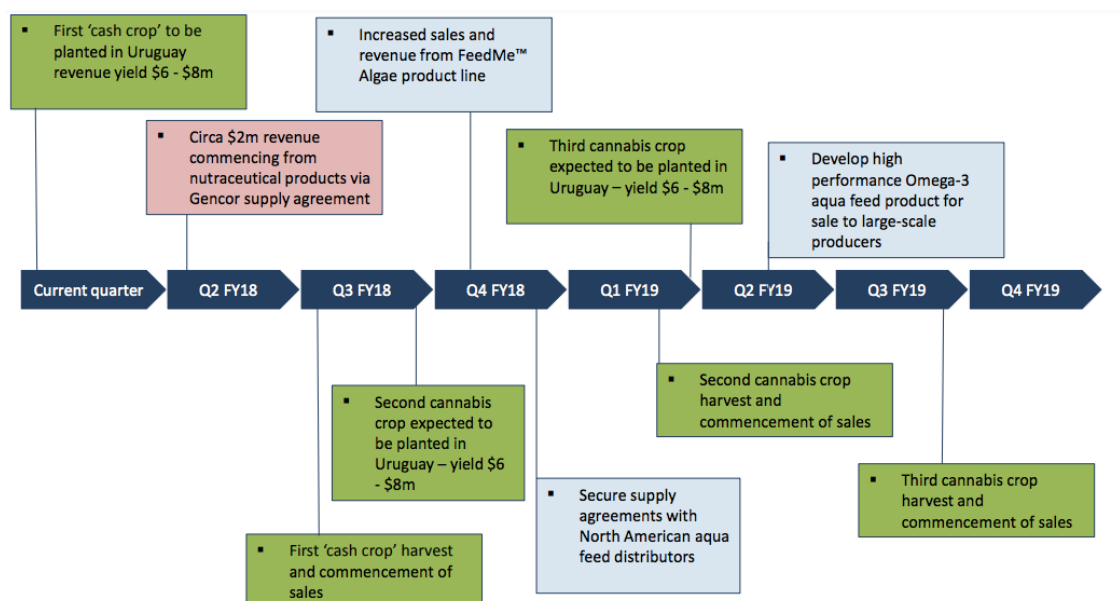 ▪ First ‘cash crop’ to be
planted in Uruguay
revenue yield $6 - $8m
▪ Increased sales and
revenue from FeedMe™
Algae product line
▪ Circa $2m revenue
commencing from
nutraceutical products via
Gencor supply agreement
▪ Third cannabis crop
expected to be planted in
Uruguay – yield $6 - $8m
▪ Develop high
performance Omega-3
aqua feed product for
sale to large-scale
producers
Current quarter
Q2 FY18
Q3 FY18
Q4 FY18
Q1 FY19
Q2 FY19
Q3 FY19
Q4 FY19
▪ Second cannabis
crop expected to
be planted in
Uruguay – yield $6
- $8m
▪ Second cannabis crop
harvest and
commencement of sales
▪ Secure supply
agreements with
North American aqua
feed distributors
▪ Third cannabis crop
harvest and
commencement of sales
▪ First ‘cash crop’ harvest
and commencement of
sales